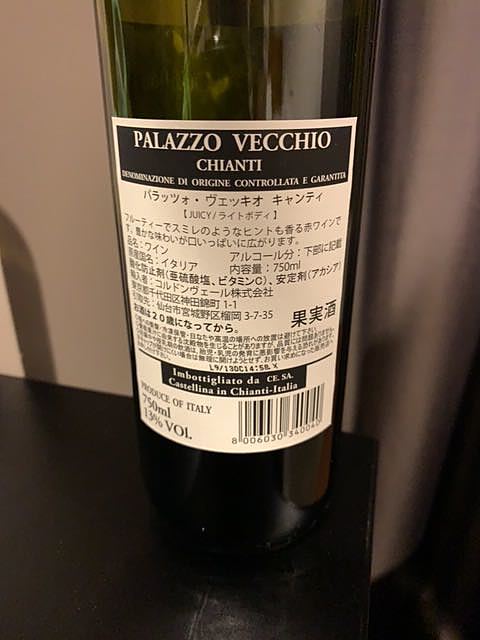 PALAZZO VECCHIO
CHIANTI
DENOMINAZIONE DI ORIGINE CONTROLLATA E GARANTITA
パラッツォ・ヴェッキオ キャンティ
【JUICY/ライトボディ】
フルーティーでスミレのようなヒントも香る赤ワインで
す。豊かな味わいが口いっぱいに広がります。
品名：ワイン アルコール分：下部に記載
原産国名：イタリア 内容量：750ml
酸化防止剤(亜硫酸塩、ビタミンC)、安定剤(アカシア)
輸入者：コルドンヴェール株式会社
東京都千代田区神田錦町 1-1
引取先：仙台市宮城野区榴岡 3-7-35
お酒は20歳になってから。 果実酒
L9/130C14:58 X
Imbottigliato da CE. SA.
Castellina in Chianti-Italia
PRODUCE OF ITALY
750ml
13% VOl.
8 006030 340040